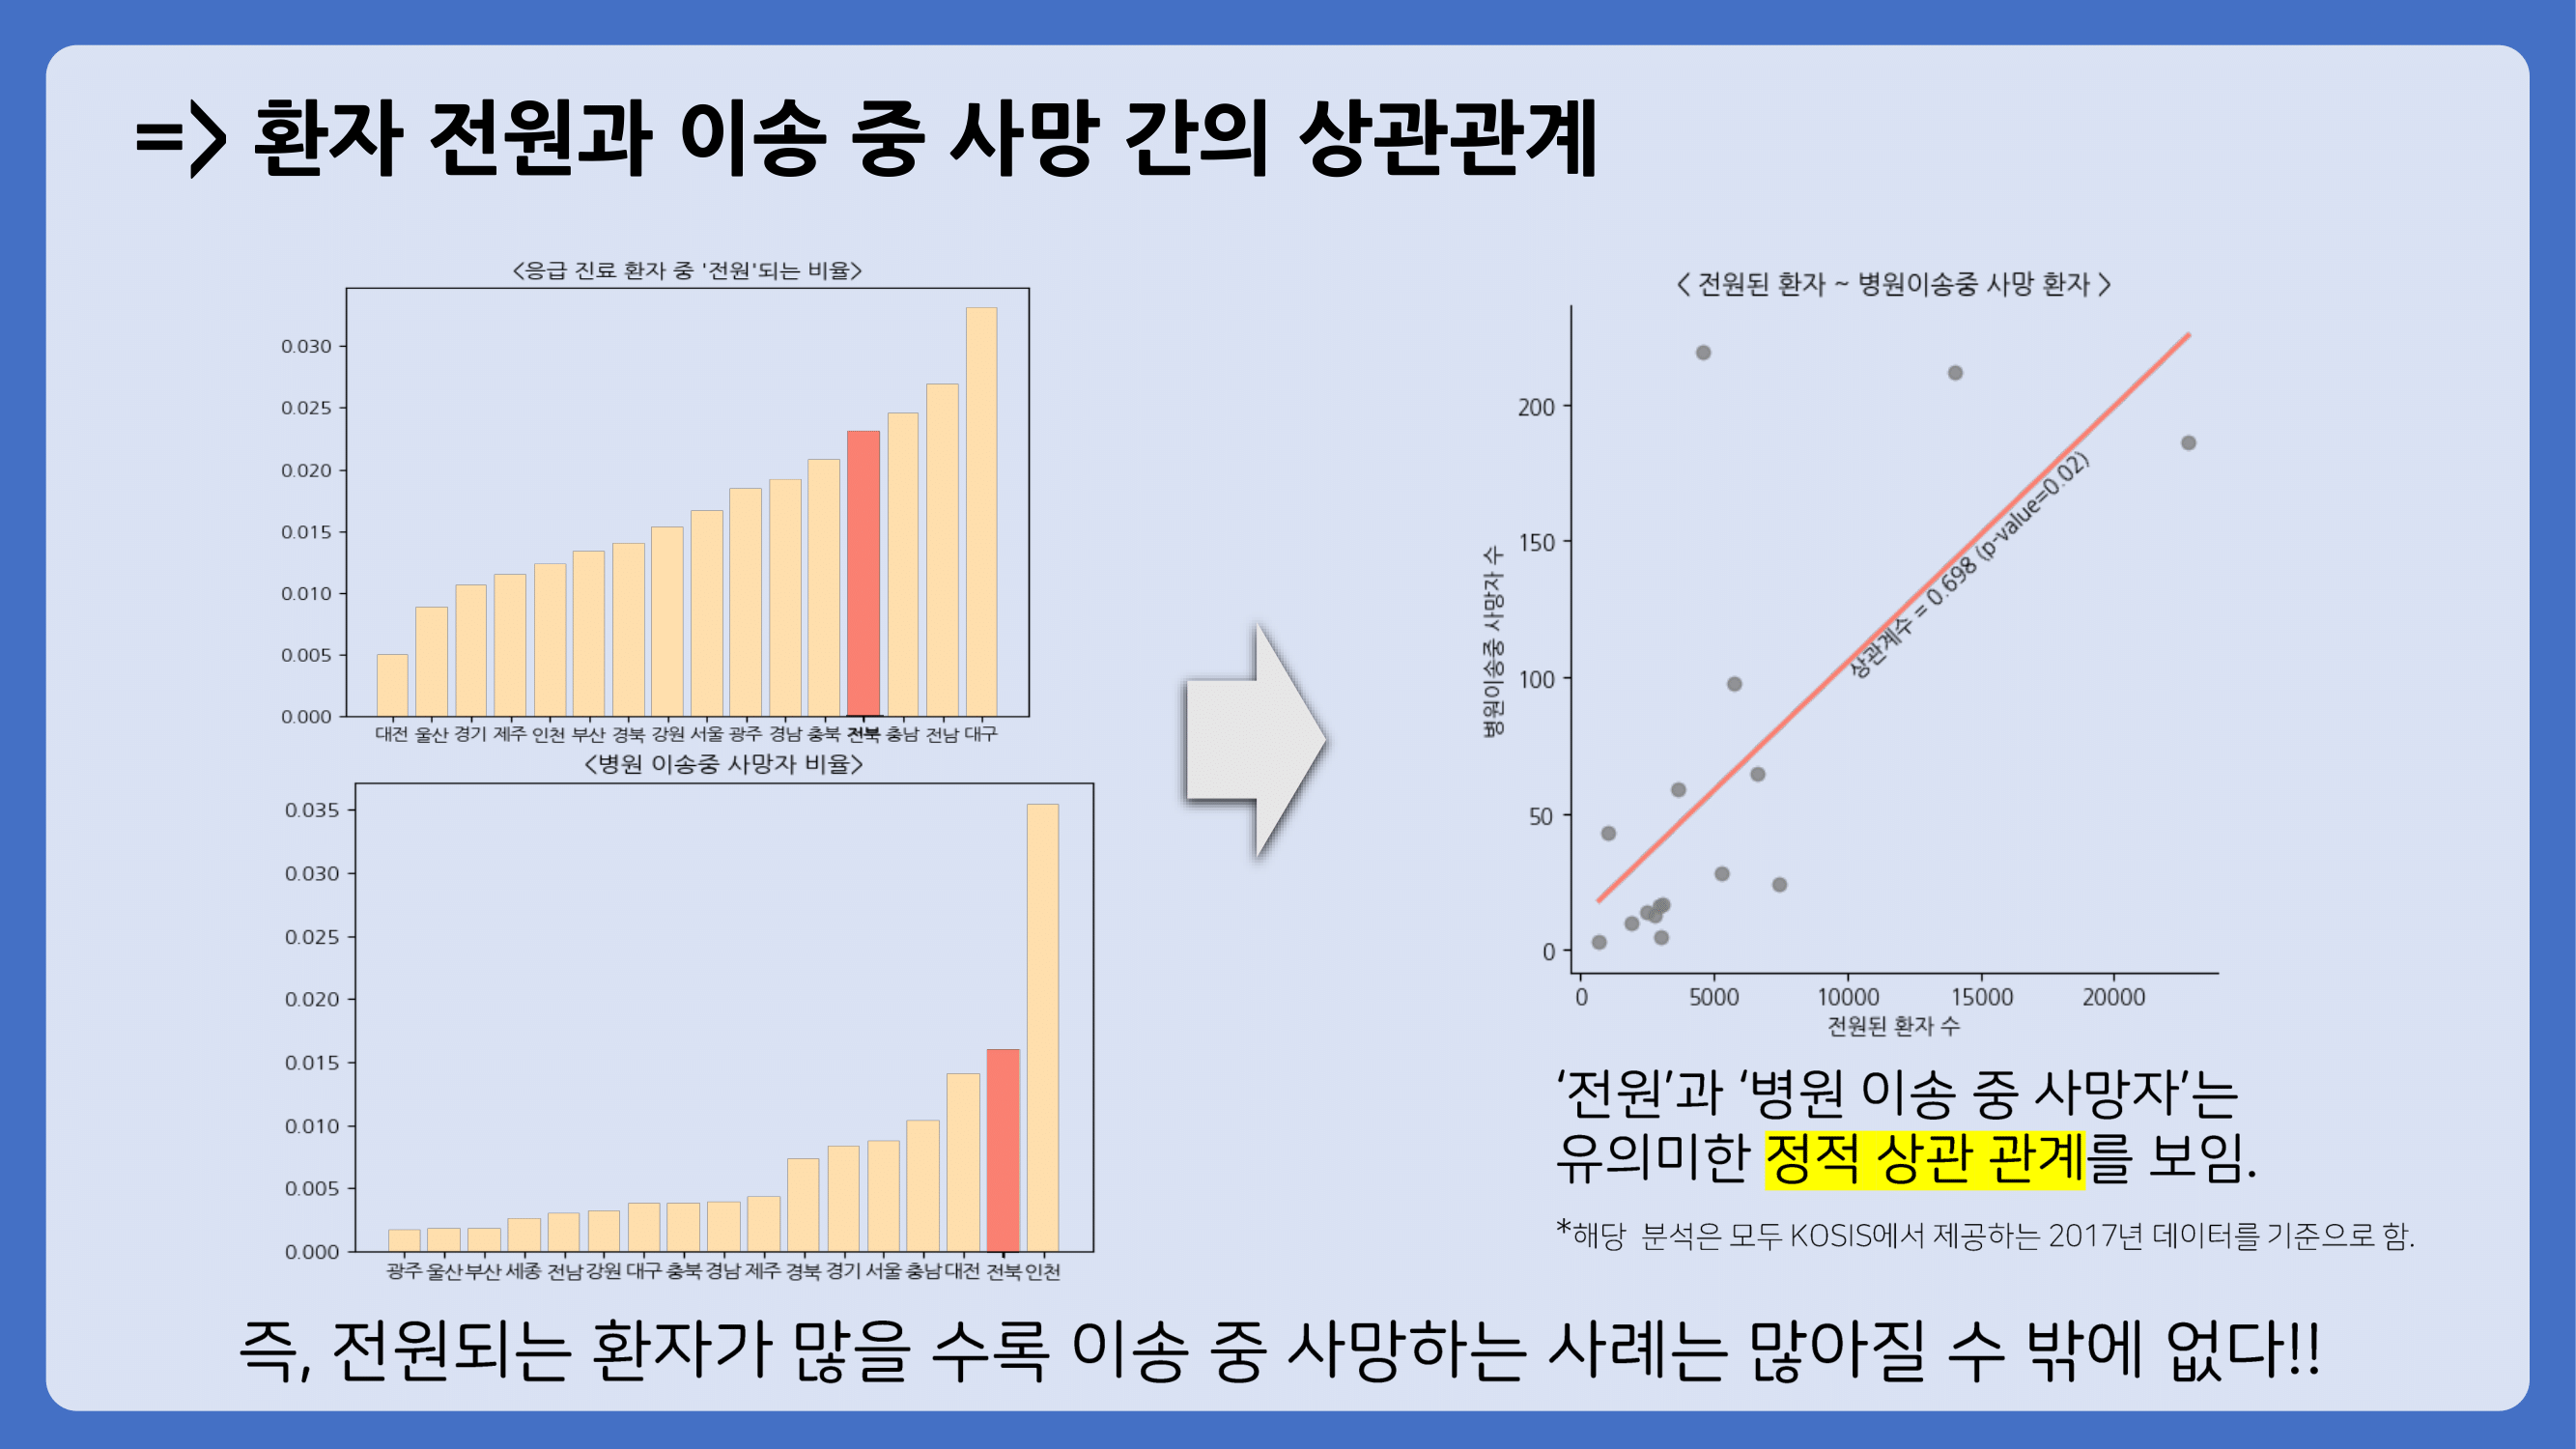 => 환자 전원과 이송 중 사망 간의 상관관계
<응급 진료 환자 중 '전원'되는 비율>
0.030
0.025
0.020
0.015
0.010
0.005
0.000
대전 울산 경기 제주 인천 부산 경북 강원 서울 광주 경남 충북 전북 충남 전남 대구
<병원 이송중 사망자 비율>
0.035
0.030
0.025
0.020
0.015
0.010
0.005
0.000
광주 울산 부산 세종 전남 강원 대구 충북 경남 제주 경북 경기 서울 충남 대전 전북 인천
< 전원된 환자 ~ 병원이송중 사망 환자 >
병원이송중 사망자 수
200
150
100
50
0
상관계수 = 0.698 (p-value=0.02)
0 5000 10000 15000 20000
전원된 환자 수
‘전원’과 ‘병원 이송 중 사망자’는
유의미한 정적 상관 관계를 보임.
*해당 분석은 모두 KOSIS에서 제공하는 2017년 데이터를 기준으로 함.
즉, 전원되는 환자가 많을 수록 이송 중 사망하는 사례는 많아질 수 밖에 없다!!